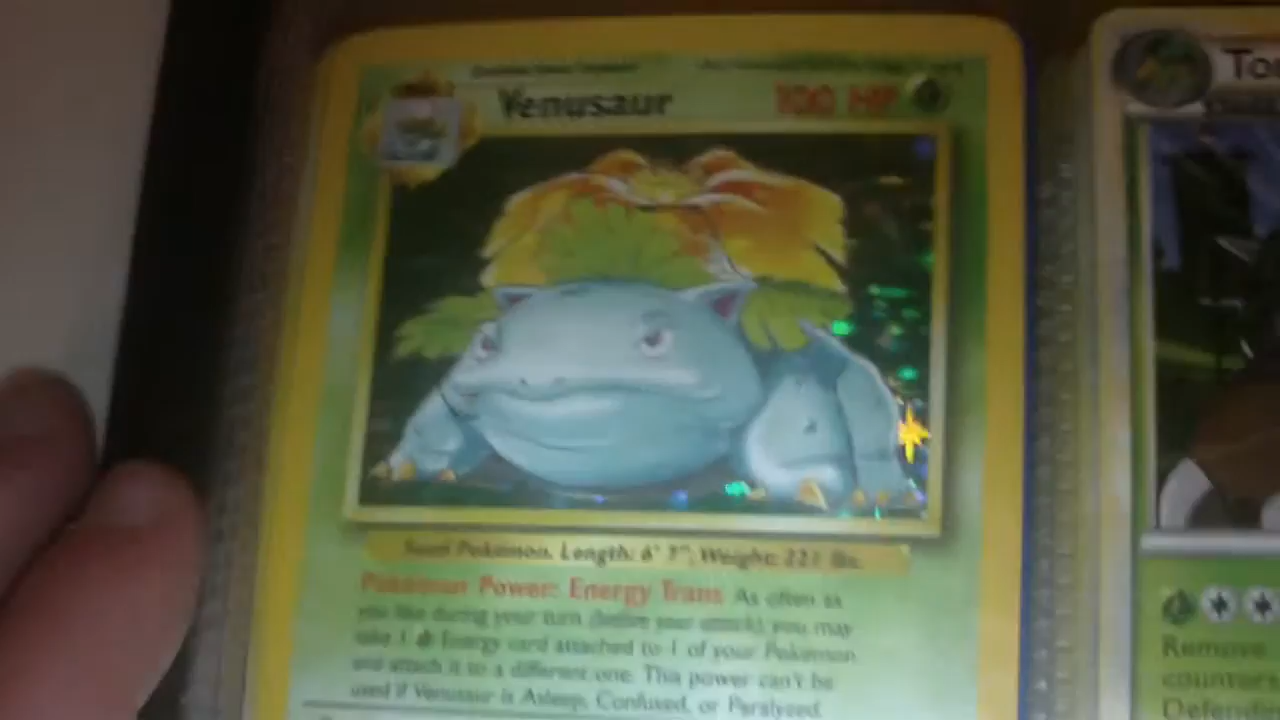 Venusaur 100 HP
Seed Pokémon. Length: 6' 7", Weight: 221 lbs.
Pokémon Power: Energy Trans As often as
you like during your turn (before your attack), you may
take 1 Energy card attached to 1 of your Pokémon
and attach it to a different one. This power can't be
used if Venusaur is Asleep, Confused, or Paralyzed.
Remove
counters
Defending